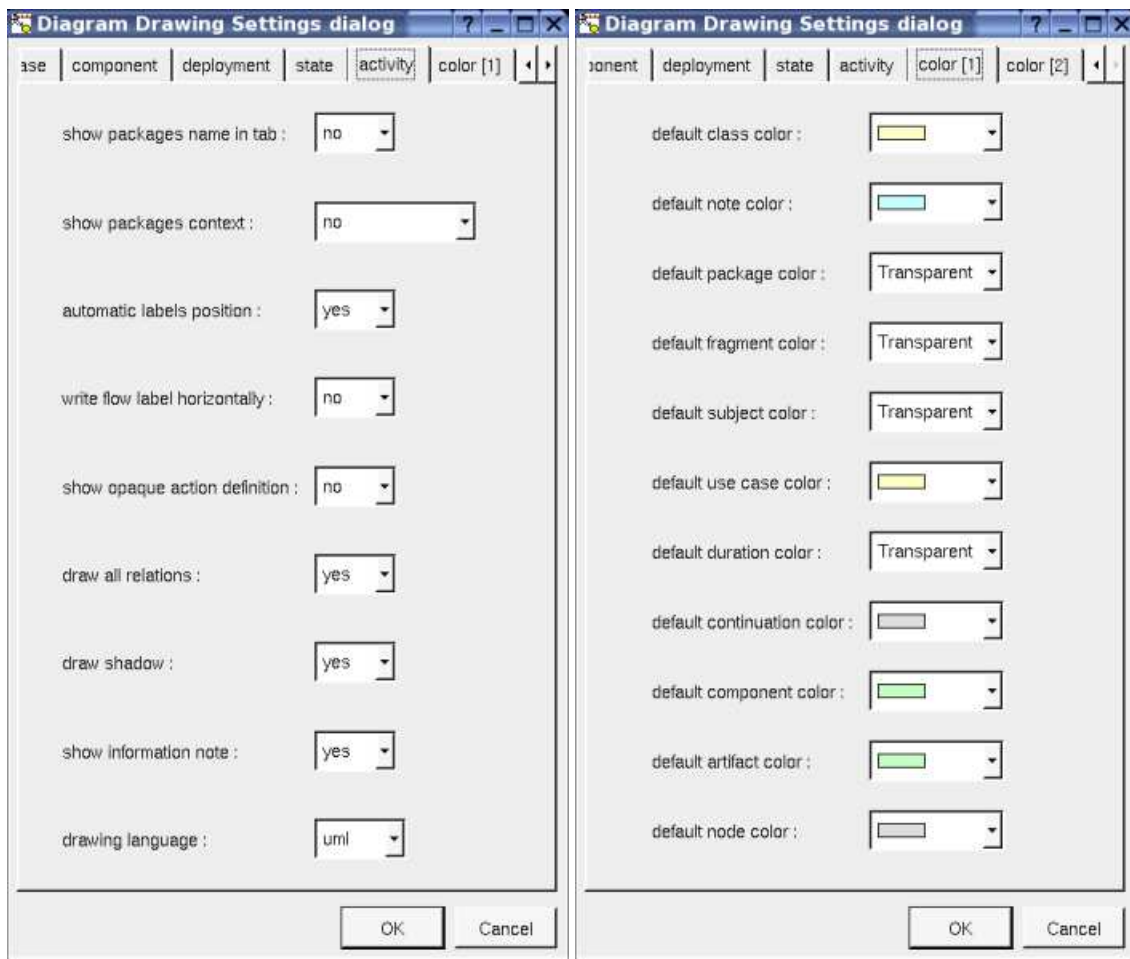 Diagram Drawing Settings dialog
ase component deployment state activity color [1]
show packages name in tab : no
show packages context : no
automatic labels position : yes
write flow label horizontally : no
show opaque action definition : no
draw all relations : yes
draw shadow : yes
show information note : yes
drawing language : uml
OK Cancel
Diagram Drawing Settings dialog
ponent deployment state activity color [1] color [2]
default class color :
default note color :
default package color : Transparent
default fragment color : Transparent
default subject color : Transparent
default use case color :
default duration color : Transparent
default continuation color :
default component color :
default artifact color :
default node color :
OK Cancel